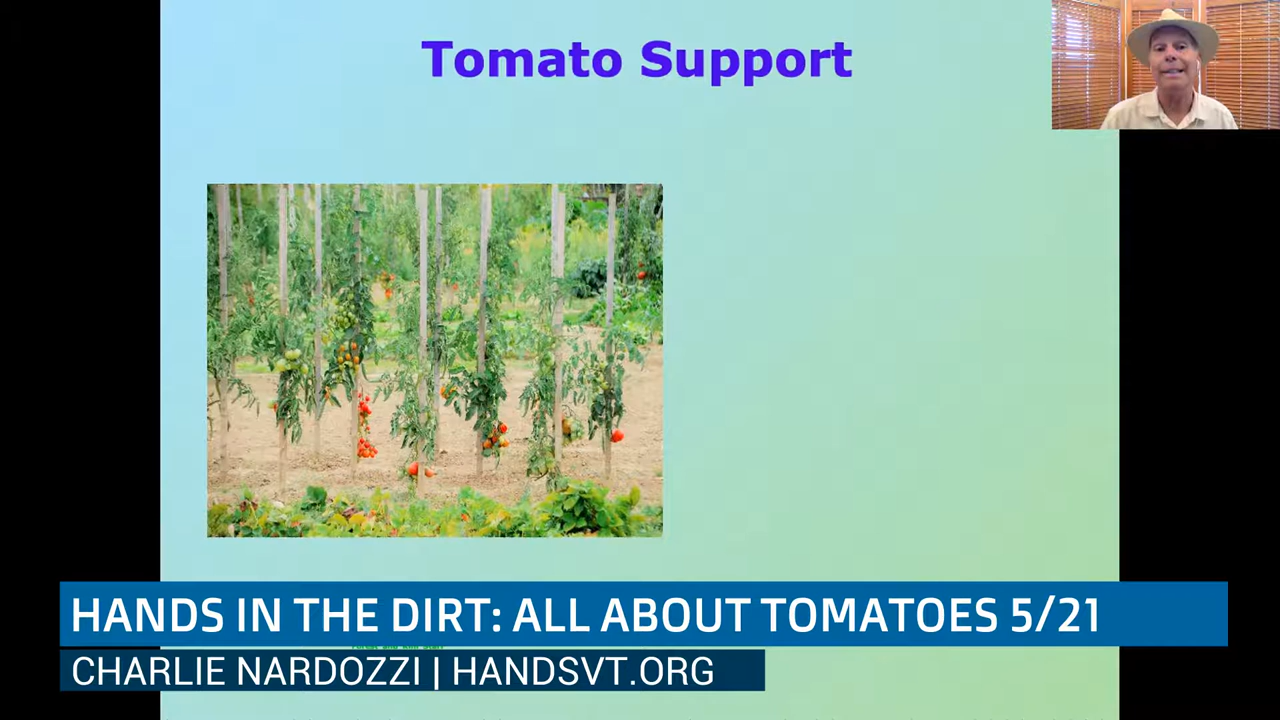 Tomato Support
HANDS IN THE DIRT: ALL ABOUT TOMATOES 5/21
CHARLIE NARDOZZI | HANDSVT.ORG